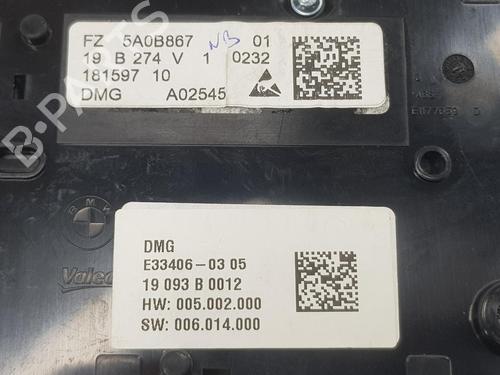 FZ 5A0B867 NB 01
19 B 274 V 1 0232
181597 10
DMG A02545
B-PARTS
BMW
Valeo
DMG
E33406-03 05
19 093 B 0012
HW: 005.002.000
SW: 006.014.000